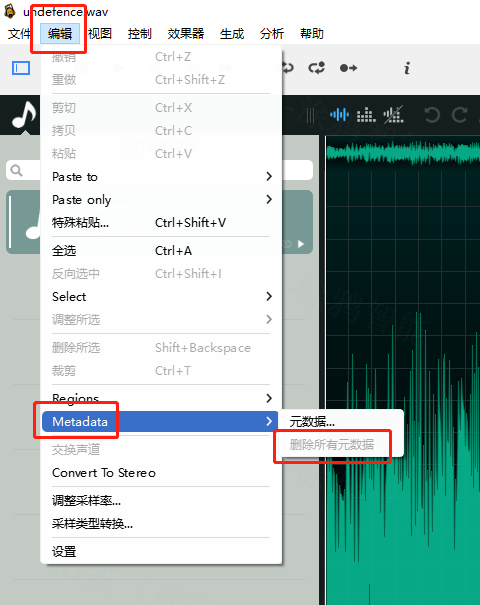 undefence.wav
文件 编辑 视图 控制 效果器 生成 分析 帮助
撤销 Ctrl+Z
重做 Ctrl+Shift+Z
剪切 Ctrl+X
拷贝 Ctrl+C
粘贴 Ctrl+V
Paste to
Paste only
特殊粘贴... Ctrl+Shift+V
全选 Ctrl+A
反向选中 Ctrl+Shift+I
Select
调整所选
删除所选 Shift+Backspace
裁剪 Ctrl+T
Regions
Metadata
元数据...
删除所有元数据
交换声道
Convert To Stereo
调整采样率...
采样类型转换...
设置